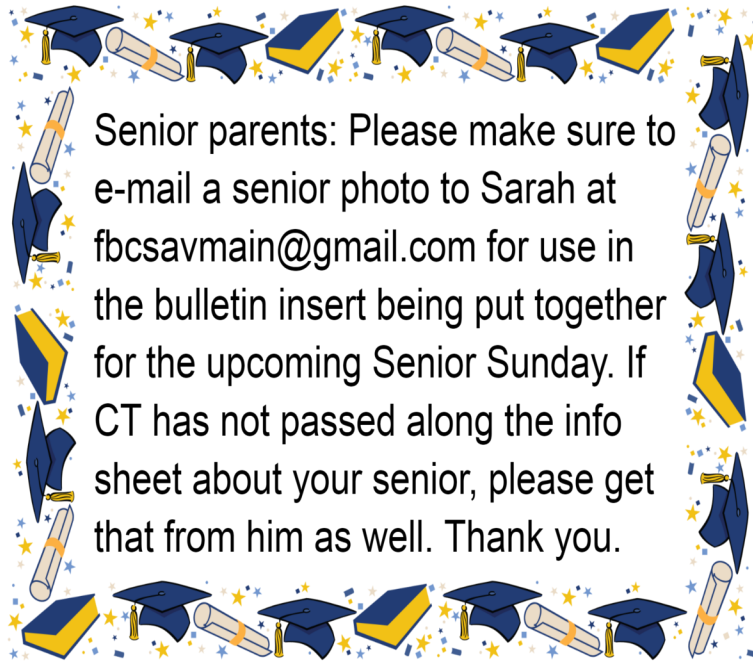 Senior parents: Please make sure to
e-mail a senior photo to Sarah at
fbcsavmain@gmail.com for use in
the bulletin insert being put together
for the upcoming Senior Sunday. If
CT has not passed along the info
sheet about your senior, please get
that from him as well. Thank you.